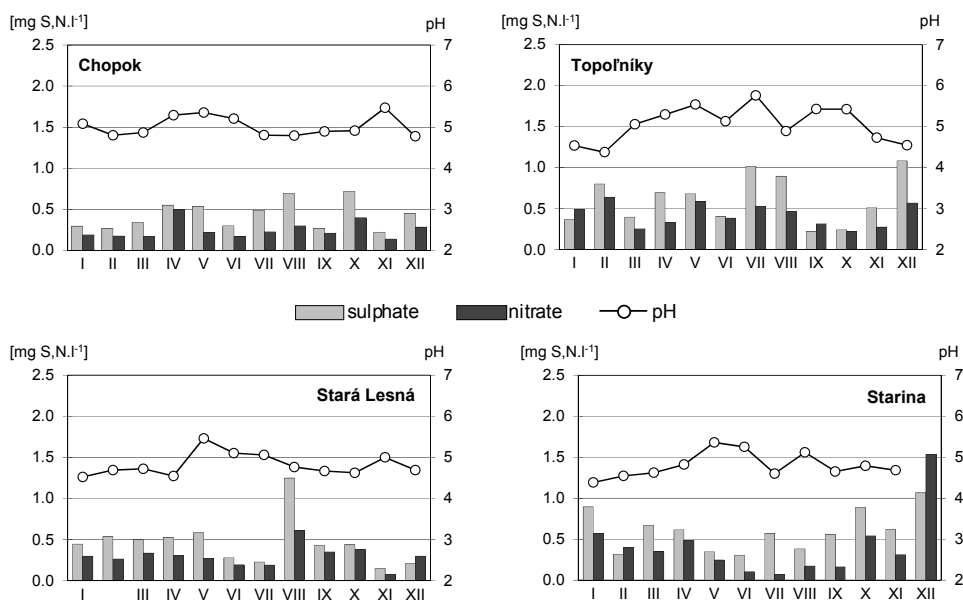 [mg S,N.l-1] pH [mg S,N.l-1] pH
2.5 7 2.5 7
Chopok Topoľníky
2.0 6 2.0 6
1.5 5 1.5 5
1.0 4 1.0 4
0.5 3 0.5 3
0.0 2 0.0 2
I II III IV V VI VII VIII IX X XI XII I II III IV V VI VII VIII IX X XI XII
sulphate nitrate pH
[mg S,N.l-1] pH [mg S,N.l-1] pH
2.5 7 2.5 7
Stará Lesná Starina
2.0 6 2.0 6
1.5 5 1.5 5
1.0 4 1.0 4
0.5 3 0.5 3
0.0 2 0.0 2
I III IV V VI VII VIII IX X XI XII I II III IV V VI VII VIII IX X XI XII